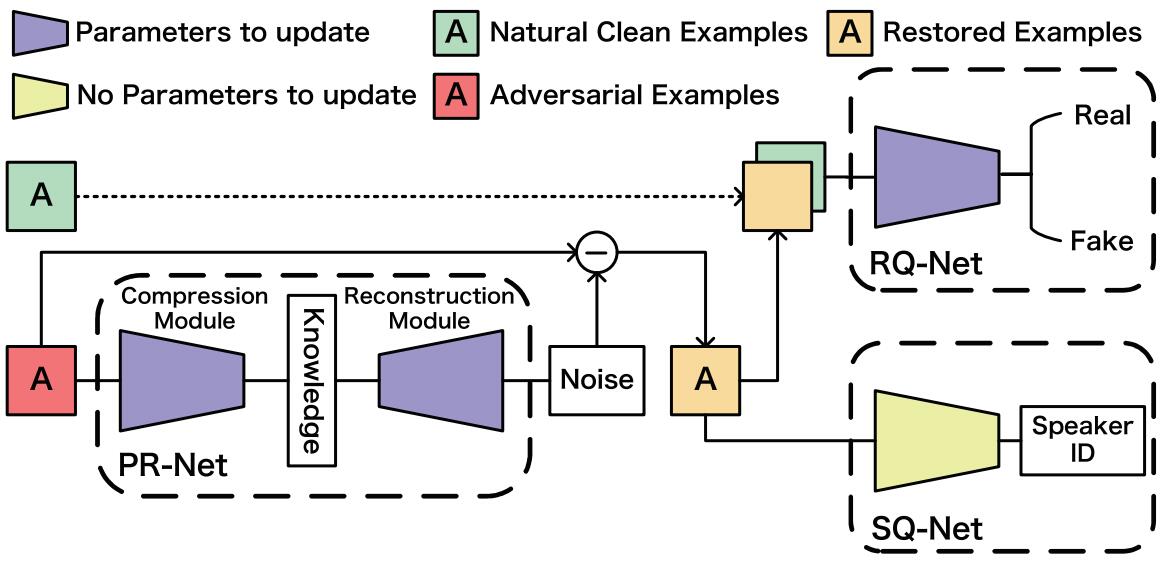 Parameters to update
A Natural Clean Examples
A Restored Examples
No Parameters to update
A Adversarial Examples
Real
A
Fake
RQ-Net
Compression
Module
Reconstruction
Module
Knowledge
A
Noise
A
PR-Net
Speaker
ID
SQ-Net